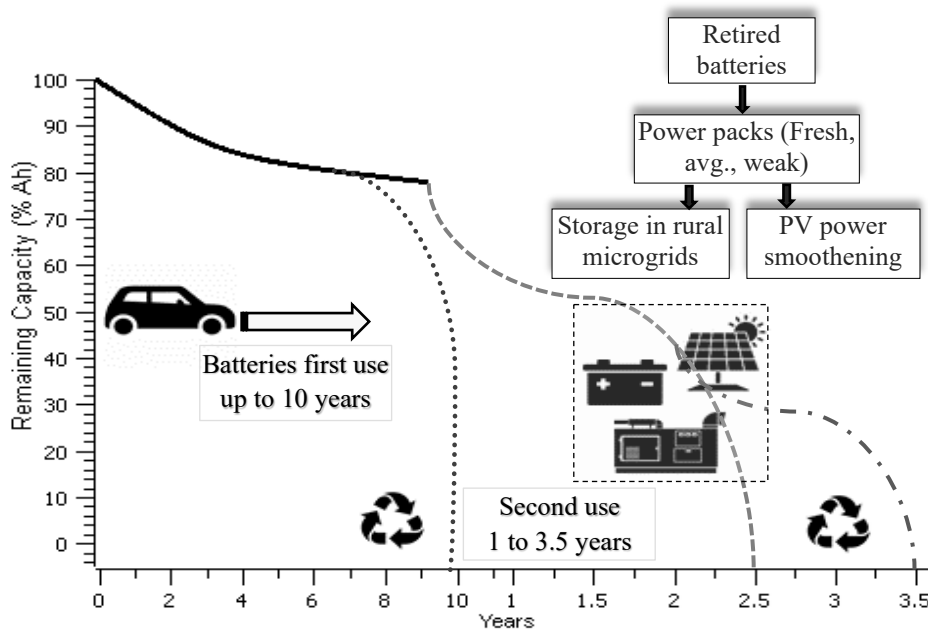 Retired
batteries
Power packs (Fresh,
avg., weak)
Storage in rural
microgrids
PV power
smoothening
Remaining Capacity (% Ah)
100
90
80
70
60
50
40
30
20
10
0
Batteries first use
up to 10 years
Second use
1 to 3.5 years
0 2 4 6 8 10 1 1.5 2 2.5 3 3.5
Years